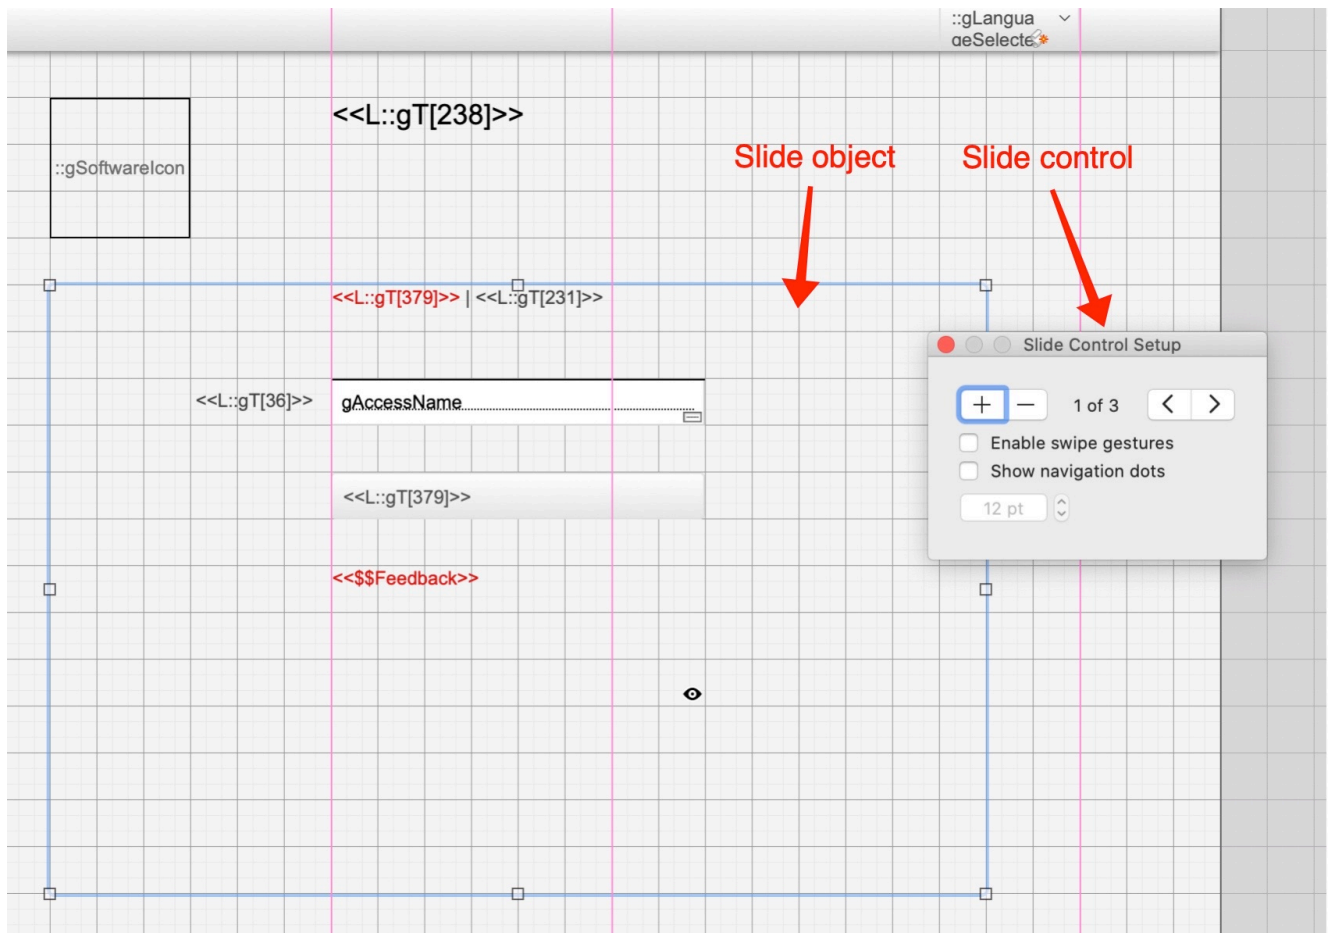 ::gLangua
geSelecte
<<L::gT[238]>>
::gSoftwareIcon
Slide object
Slide control
<<L::gT[379]>> | <<L::gT[231]>>
Slide Control Setup
<<L::gT[36]>>
gAccessName
+ − 1 of 3 < >
Enable swipe gestures
Show navigation dots
<<L::gT[379]>>
12 pt
<<$$Feedback>>